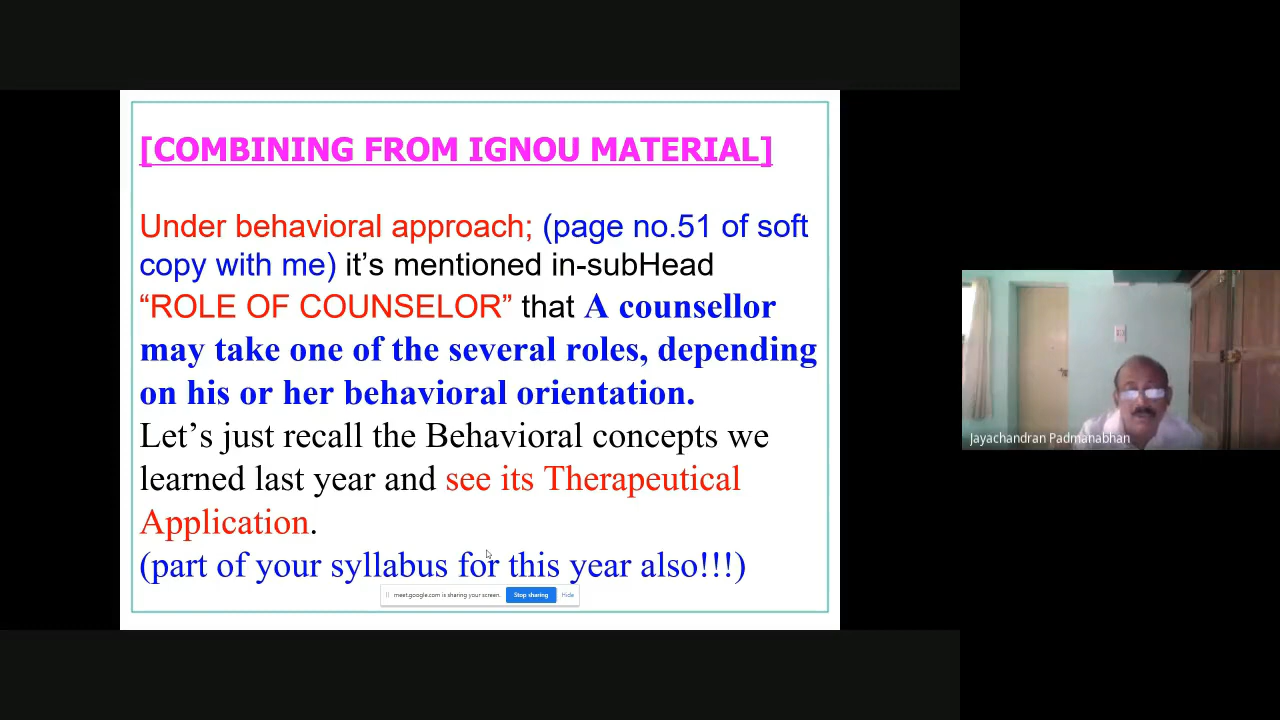 [COMBINING FROM IGNOU MATERIAL]
Under behavioral approach; (page no.51 of soft
copy with me) it’s mentioned in-subHead
“ROLE OF COUNSELOR” that A counsellor
may take one of the several roles, depending
on his or her behavioral orientation.
Let’s just recall the Behavioral concepts we
learned last year and see its Therapeutical
Application.
(part of your syllabus for this year also!!!)
meet.google.com is sharing your screen. Stop sharing Hide
Jayachandran Padmanabhan